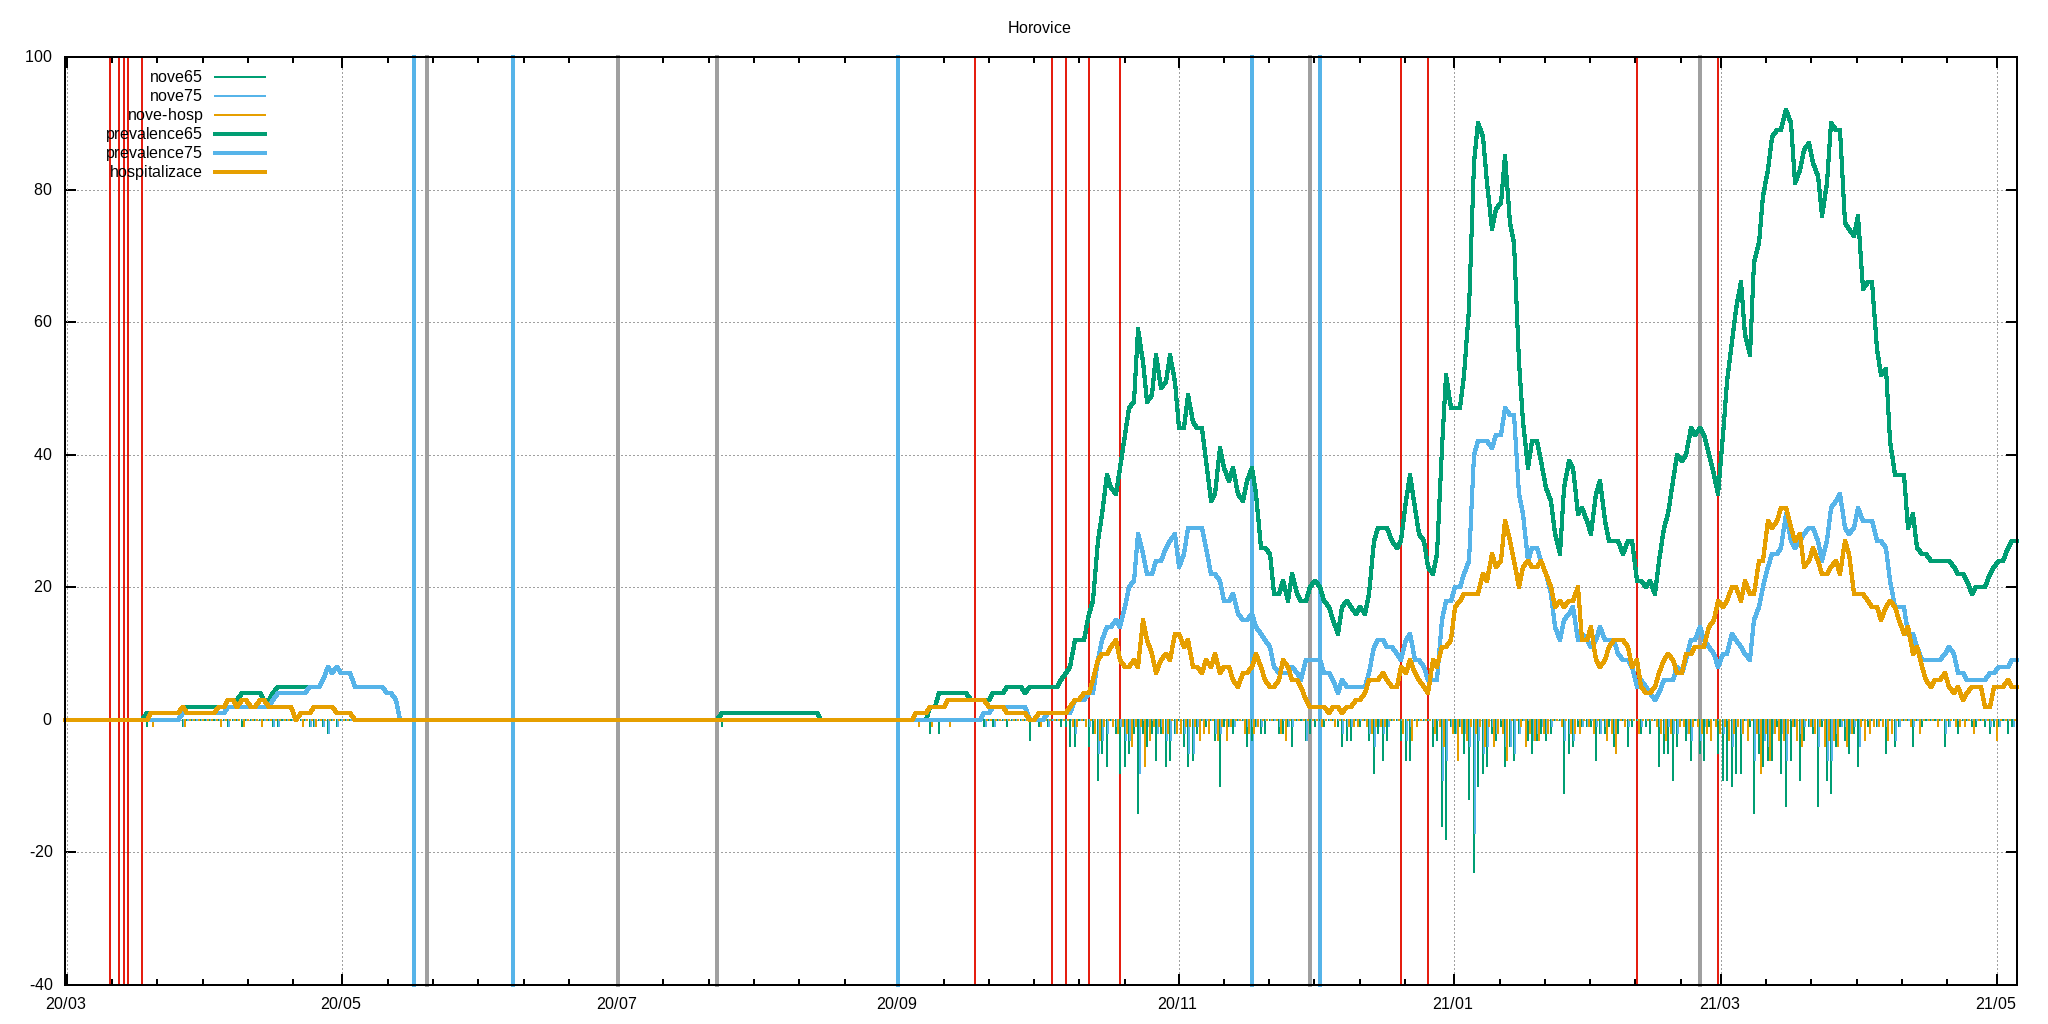 Horovice
100
80
60
40
20
0
-20
-40
nove65
nove75
nove-hosp
prevalence65
prevalence75
hospitalizace
20/03 20/05 20/07 20/09 20/11 21/01 21/03 21/05